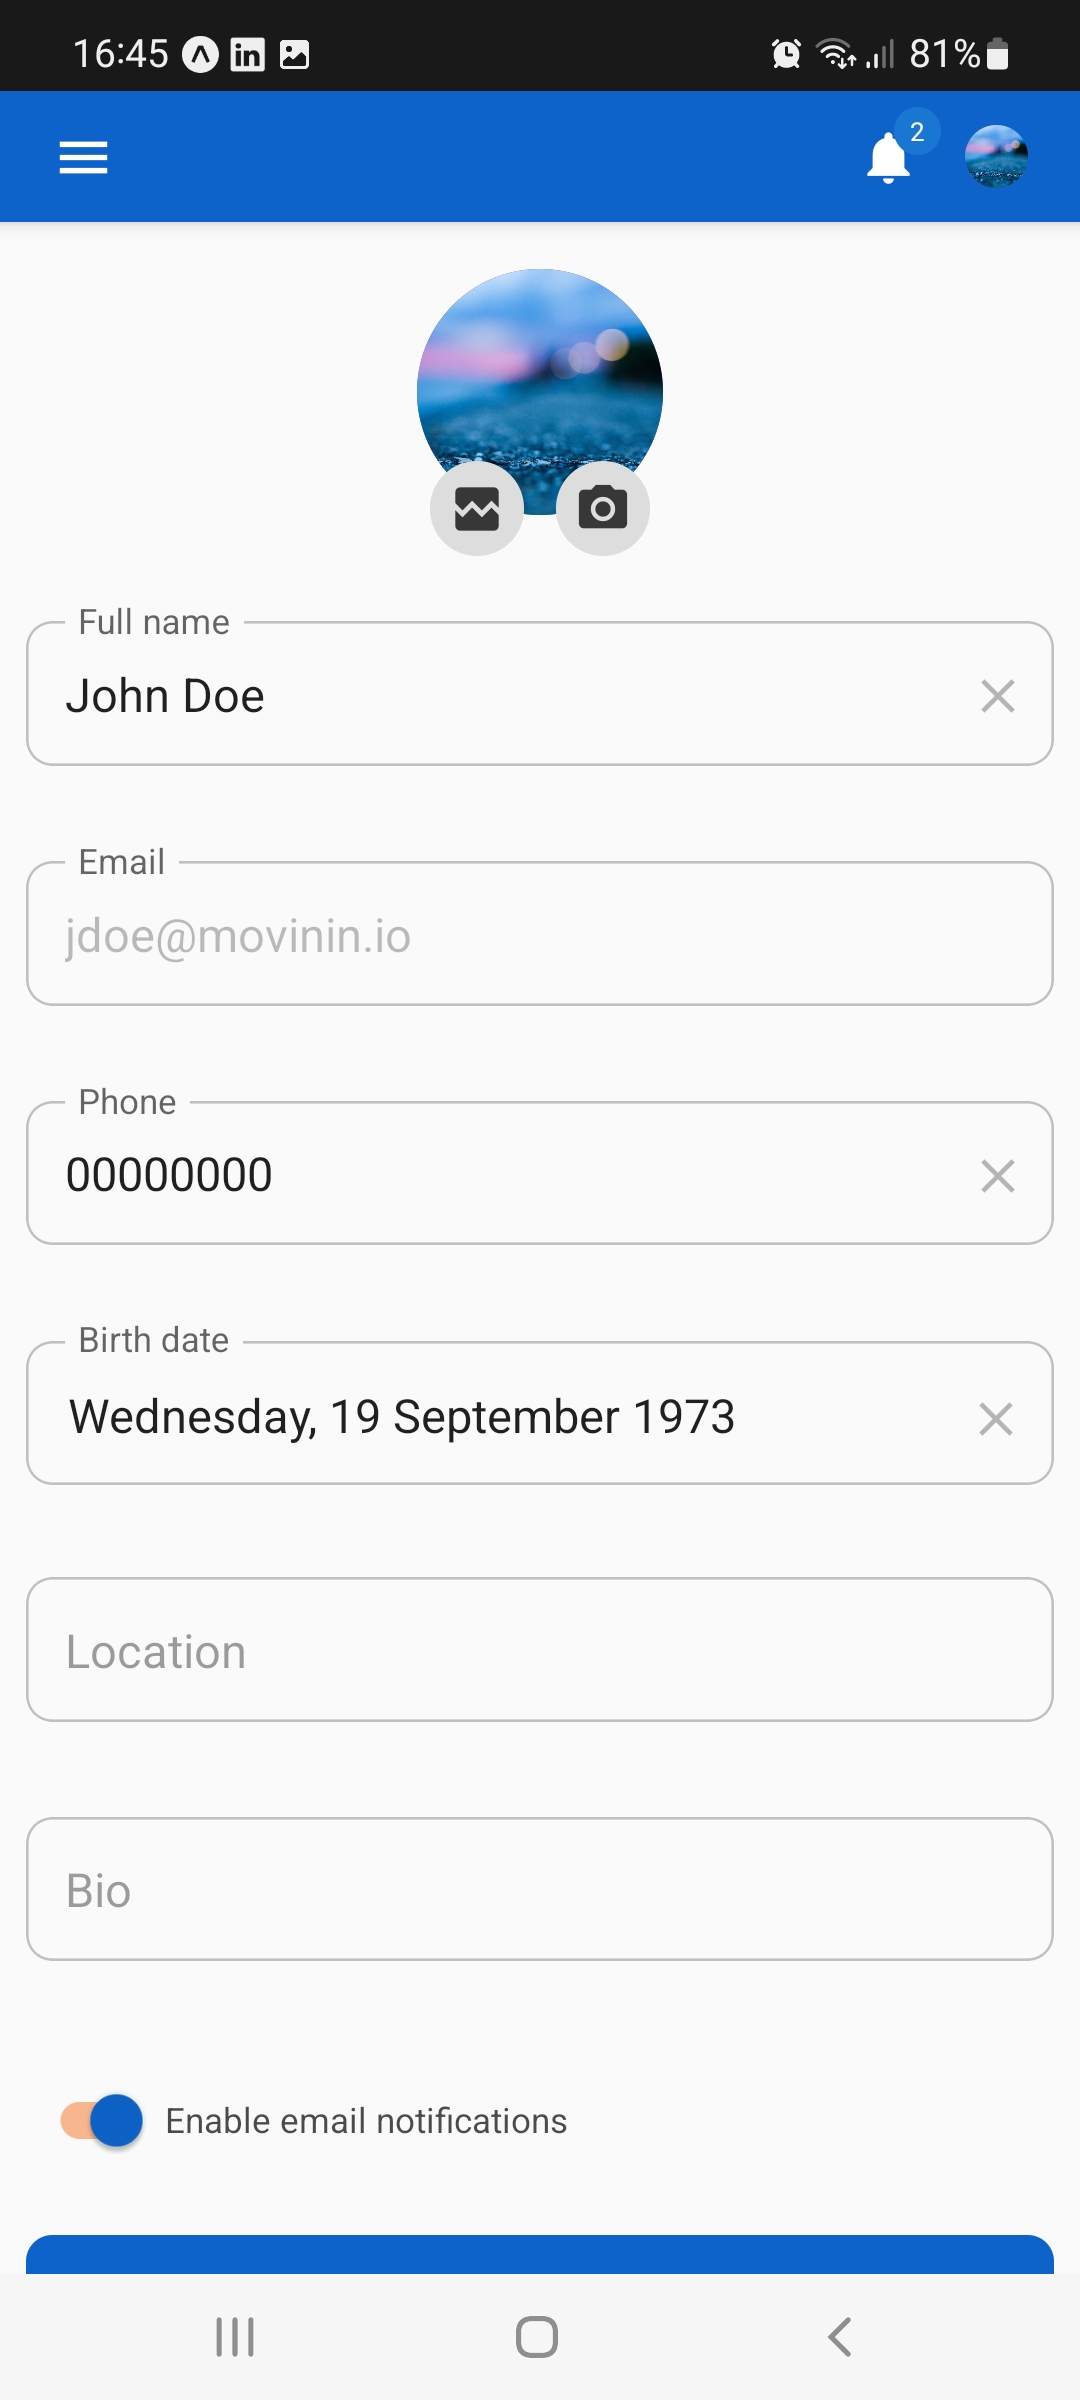 16:45 in 81%
2
Full name
John Doe
Email
jdoe@movinin.io
Phone
00000000
Birth date
Wednesday, 19 September 1973
Location
Bio
Enable email notifications